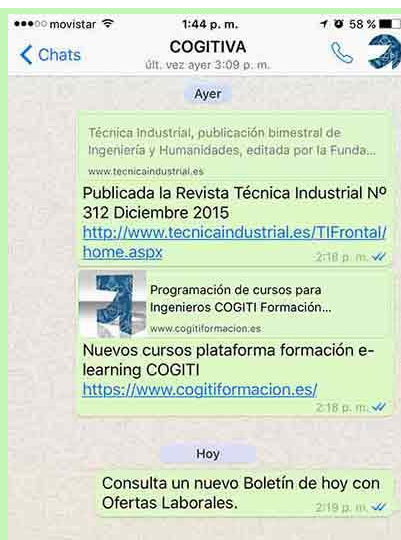 movistar 1:44 p. m. 58 %
Chats COGITIVA
últ. vez ayer 3:09 p. m.
Ayer
Técnica Industrial, publicación bimestral de
Ingeniería y Humanidades, editada por la Funda...
www.tecnicaindustrial.es
Publicada la Revista Técnica Industrial Nº
312 Diciembre 2015
http://www.tecnicaindustrial.es/TIFrontal/
home.aspx 2:18 p. m.
Programación de cursos para
Ingenieros COGITI Formación...
www.cogitiformacion.es
Nuevos cursos plataforma formación e-
learning COGITI
https://www.cogitiformacion.es/
2:18 p. m.
Hoy
Consulta un nuevo Boletín de hoy con
Ofertas Laborales. 2:19 p. m.